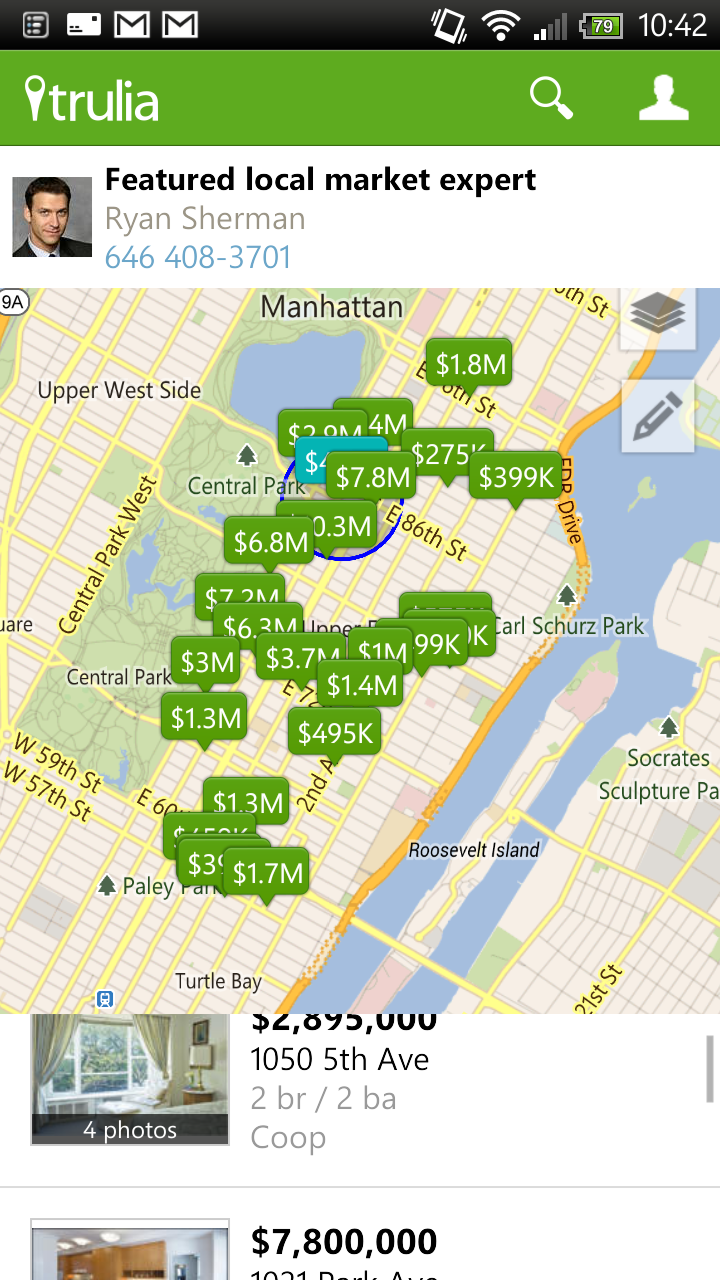 79 10:42
trulia
Featured local market expert
Ryan Sherman
646 408-3701
9A
Manhattan
Upper West Side
$1.8M
$2.9M
4M
$275K
$399K
$4
$7.8M
Central Park
0.3M
E 86th St
FDR Drive
$6.8M
Central Park West
$7.2M
$6.3M
Upper
Carl Schurz Park
99K
0K
$3M
$3.7M
$1M
$1.4M
Central Park
$1.3M
$495K
W 59th St
W 57th St
2nd A
E 60
$1.3M
Socrates
Sculpture Pa
$39
$1.7M
Paley Park
Roosevelt Island
Turtle Bay
21st St
$2,895,000
1050 5th Ave
2 br / 2 ba
Coop
4 photos
$7,800,000